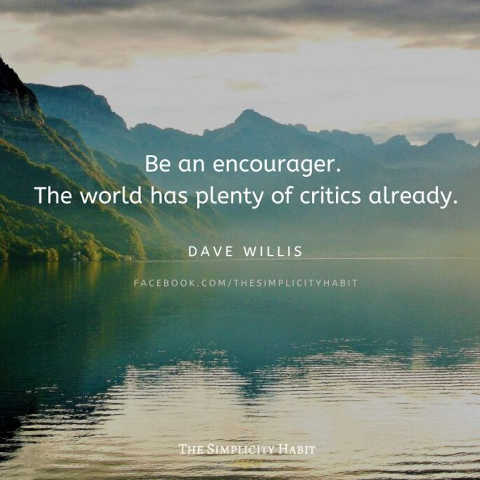 Be an encourager.
The world has plenty of critics already.
DAVE WILLIS
FACEBOOK.COM/THESIMPLICITYHABIT
THE SIMPLICITY HABIT